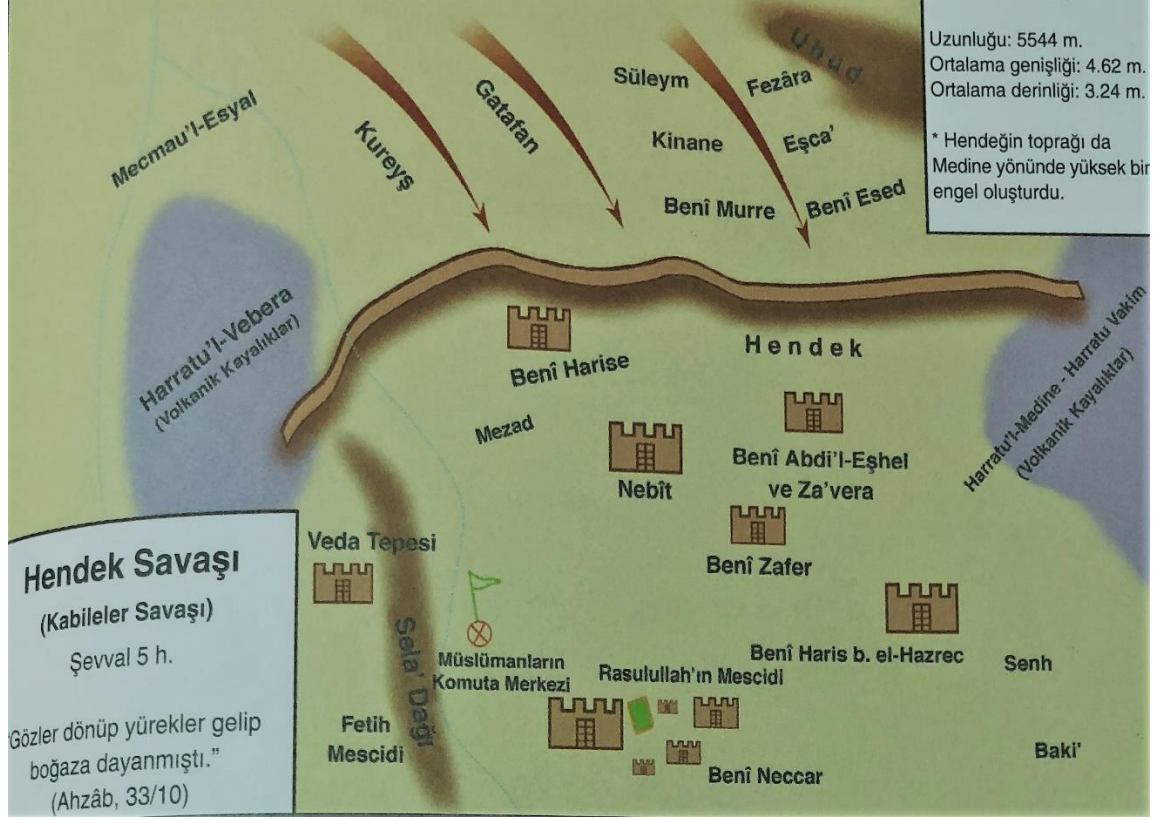 Uhud
Uzunluğu: 5544 m.
Ortalama genişliği: 4.62 m.
Ortalama derinliği: 3.24 m.
* Hendeğin toprağı da
Medine yönünde yüksek bir
engel oluşturdu.
Mecmau'l-Esyal
Kureyş
Gatafan
Süleym
Fezâra
Kinane
Eşca'
Benî Murre
Benî Esed
Harratu'l-Vebera
(Volkanik Kayalıklar)
Harratu'l-Medine - Harratu Vakim
(Volkanik Kayalıklar)
Hendek
Benî Harise
Mezad
Nebît
Benî Abdi'l-Eşhel
ve Za'vera
Benî Zafer
Veda Tepesi
Sela' Dağı
Müslümanların
Komuta Merkezi
Rasulullah'ın Mescidi
Benî Haris b. el-Hazrec
Senh
Fetih
Mescidi
Benî Neccar
Baki'
Hendek Savaşı
(Kabileler Savaşı)
Şevval 5 h.
"Gözler dönüp yürekler gelip
boğaza dayanmıştı."
(Ahzâb, 33/10)